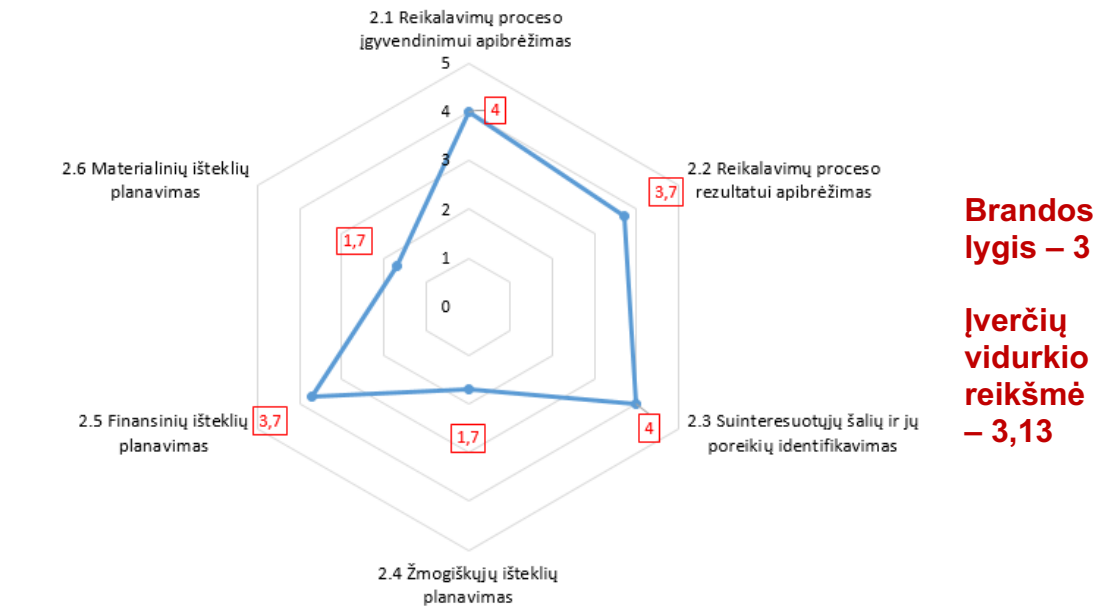 2.1 Reikalavimų proceso
įgyvendinimui apibrėžimas
5
4
4
3
2
1
0
2.2 Reikalavimų proceso
rezultatui apibrėžimas
3,7
2.3 Suinteresuotųjų šalių ir jų
poreikių identifikavimas
4
2.4 Žmogiškųjų išteklių
planavimas
1,7
2.5 Finansinių išteklių
planavimas
3,7
2.6 Materialinių išteklių
planavimas
1,7
Brandos
lygis – 3
Įverčių
vidurkio
reikšmė
– 3,13